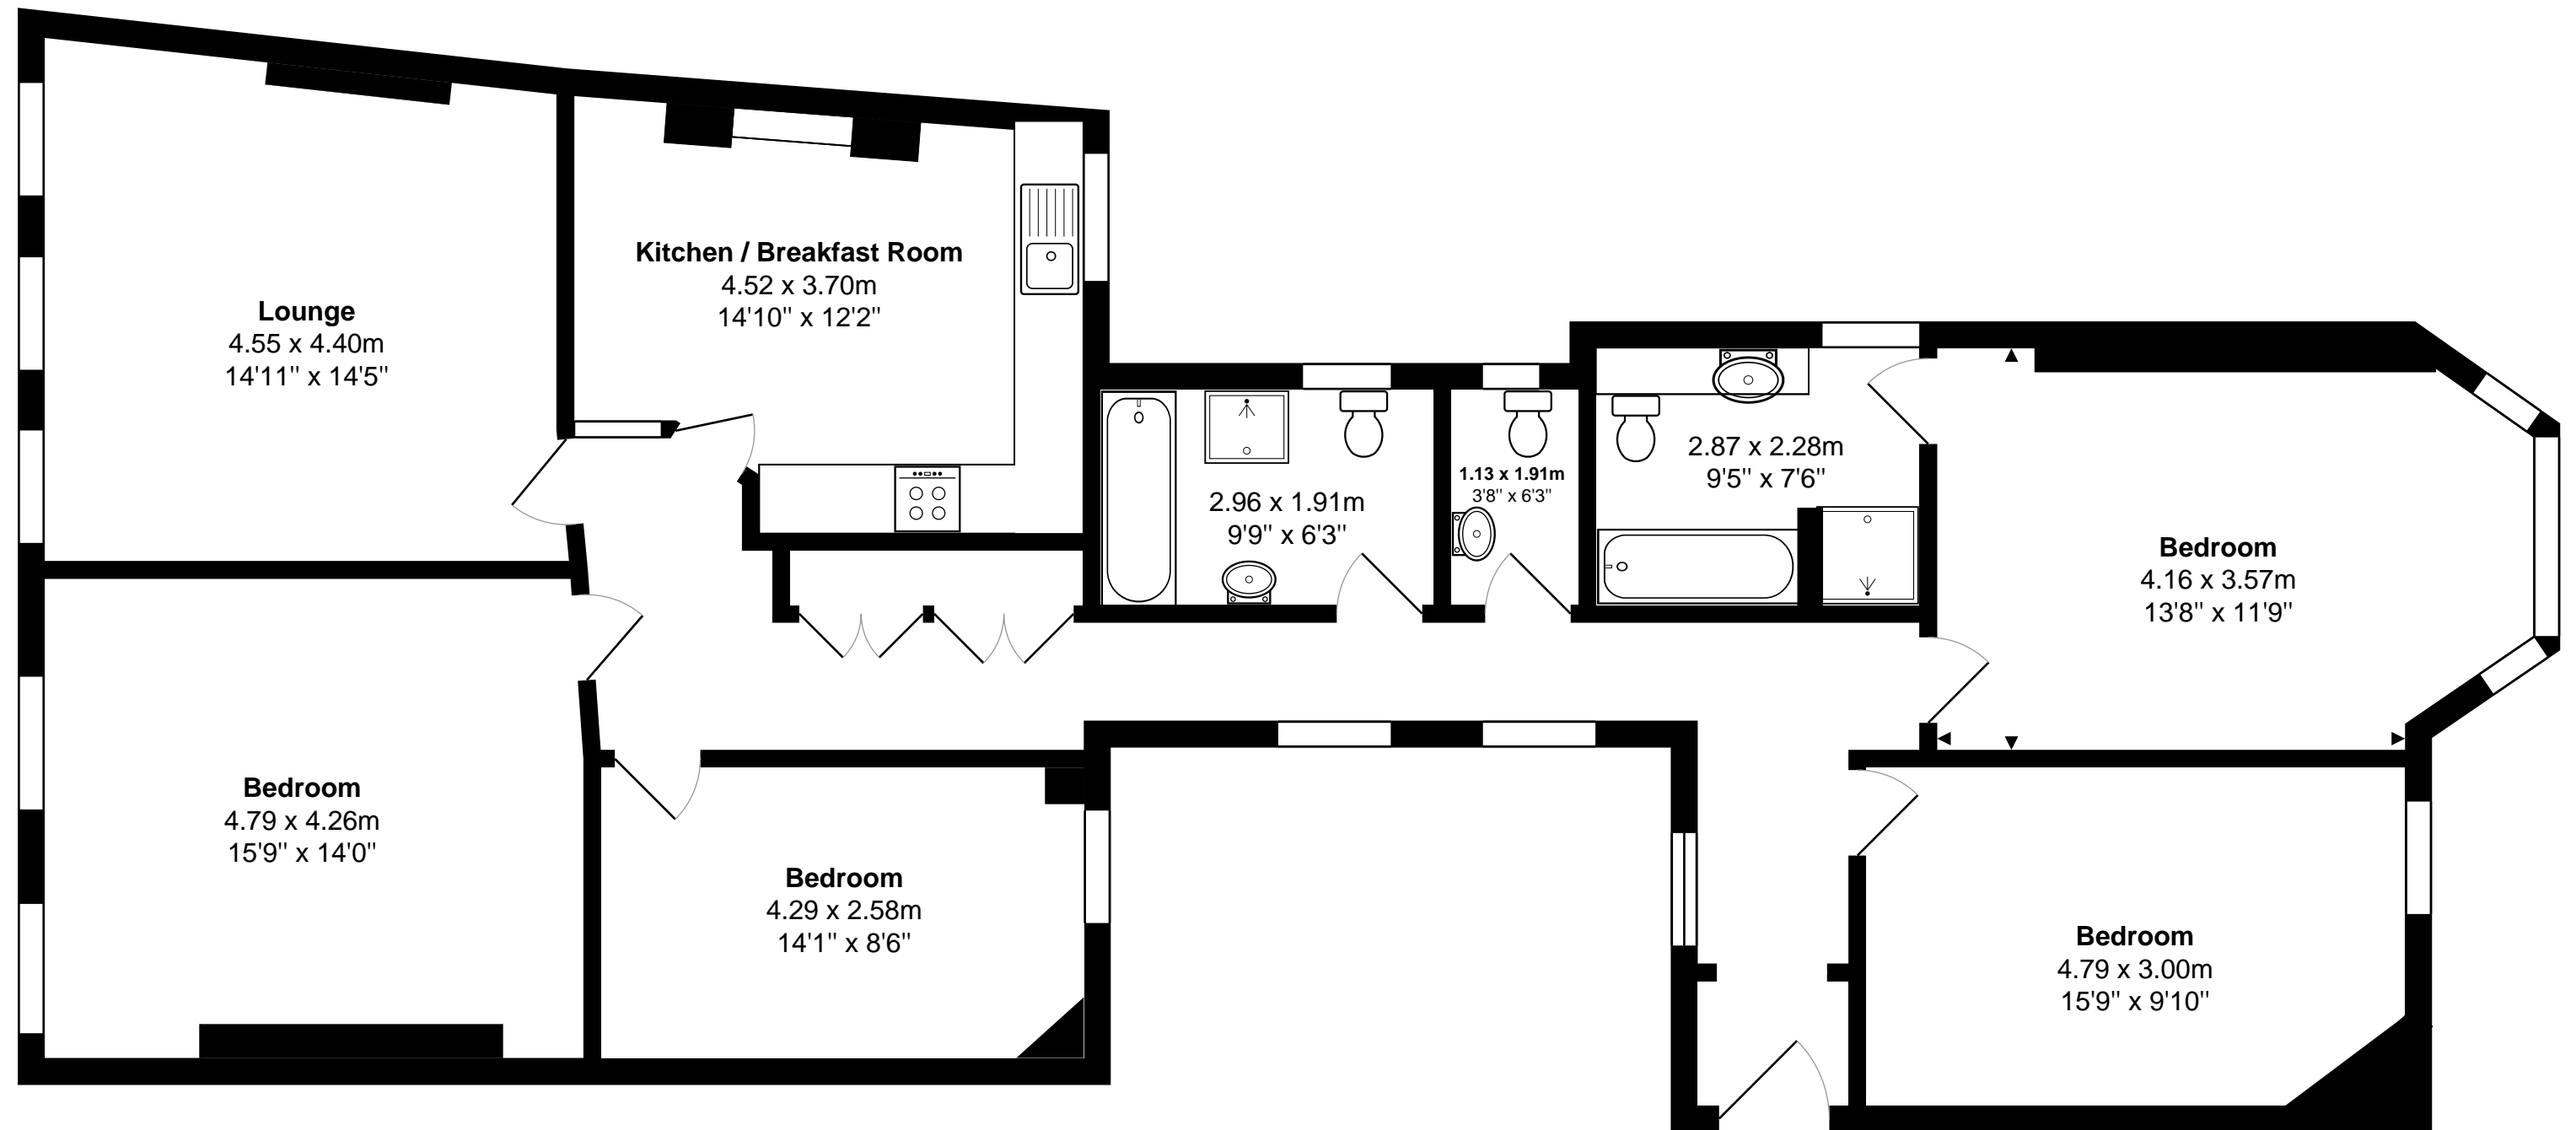 Lounge
4.55 x 4.40m
14'11" x 14'5"
Kitchen / Breakfast Room
4.52 x 3.70m
14'10" x 12'2"
2.96 x 1.91m
9'9" x 6'3"
1.13 x 1.91m
3'8" x 6'3"
2.87 x 2.28m
9'5" x 7'6"
Bedroom
4.16 x 3.57m
13'8" x 11'9"
Bedroom
4.79 x 4.26m
15'9" x 14'0"
Bedroom
4.29 x 2.58m
14'1" x 8'6"
Bedroom
4.79 x 3.00m
15'9" x 9'10"